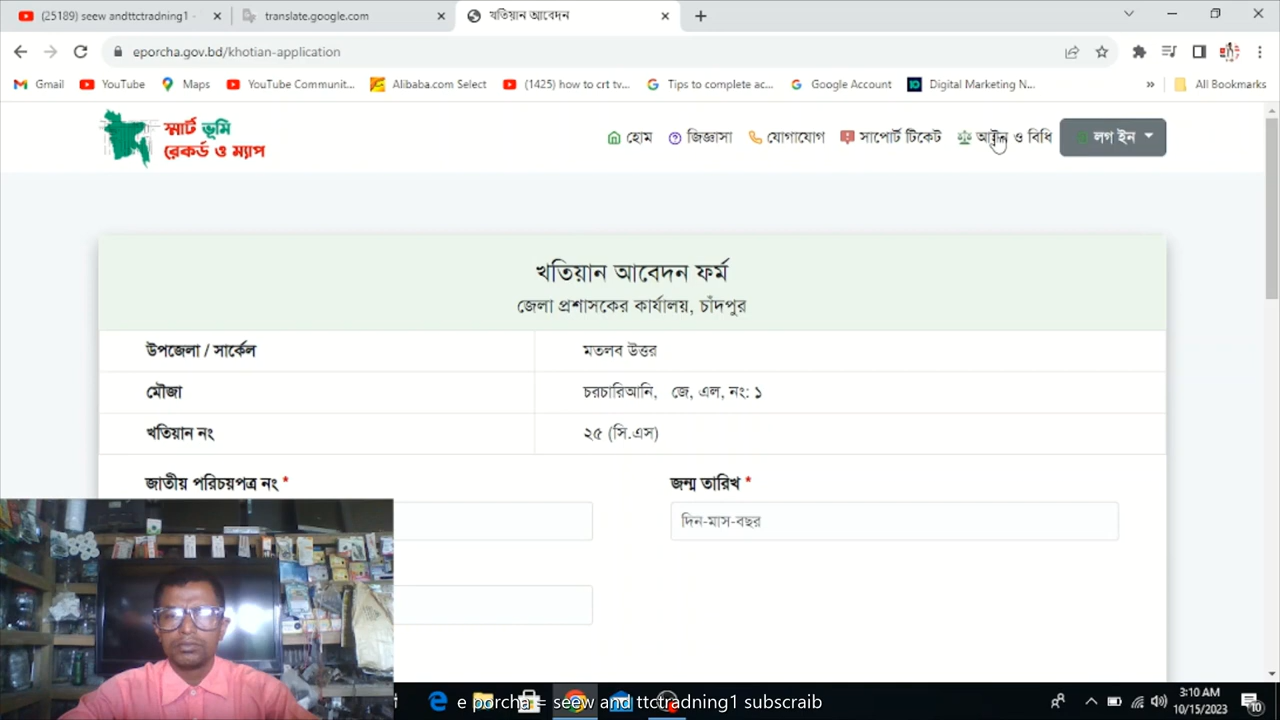 (25189) seew andttctradning1 - 
translate.google.com
খতিয়ান আবেদন
eporcha.gov.bd/khotian-application
Gmail
YouTube
Maps
YouTube Communit...
Alibaba.com Select
(1425) how to crt tv...
Tips to complete ac...
Google Account
Digital Marketing N...
»
All Bookmarks
স্মার্ট ভূমি
রেকর্ড ও ম্যাপ
হোম
জিজ্ঞাসা
যোগাযোগ
সাপোর্ট টিকেট
আইন ও বিধি
লগ ইন
খতিয়ান আবেদন ফর্ম
জেলা প্রশাসকের কার্যালয়, চাঁদপুর
উপজেলা / সার্কেল
মতলব উত্তর
মৌজা
চরচারিআনি, জে, এল, নং: ১
খতিয়ান নং
২৫ (সি.এস)
জাতীয় পরিচয়পত্র নং *
জন্ম তারিখ *
দিন-মাস-বছর
e porcha = seew and ttctradning1 subscraib
3:10 AM
10/15/2023
10